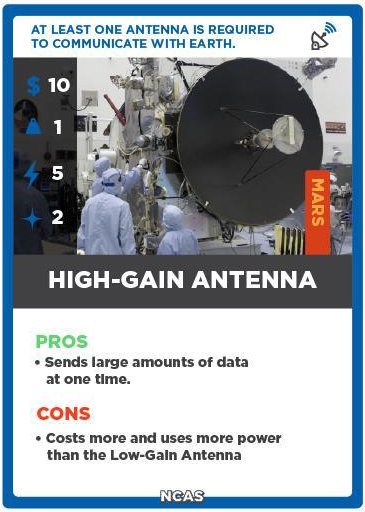 AT LEAST ONE ANTENNA IS REQUIRED
TO COMMUNICATE WITH EARTH.
$ 10
1
5
2
MARS
HIGH-GAIN ANTENNA
PROS
• Sends large amounts of data
at one time.
CONS
• Costs more and uses more power
than the Low-Gain Antenna
NCAS